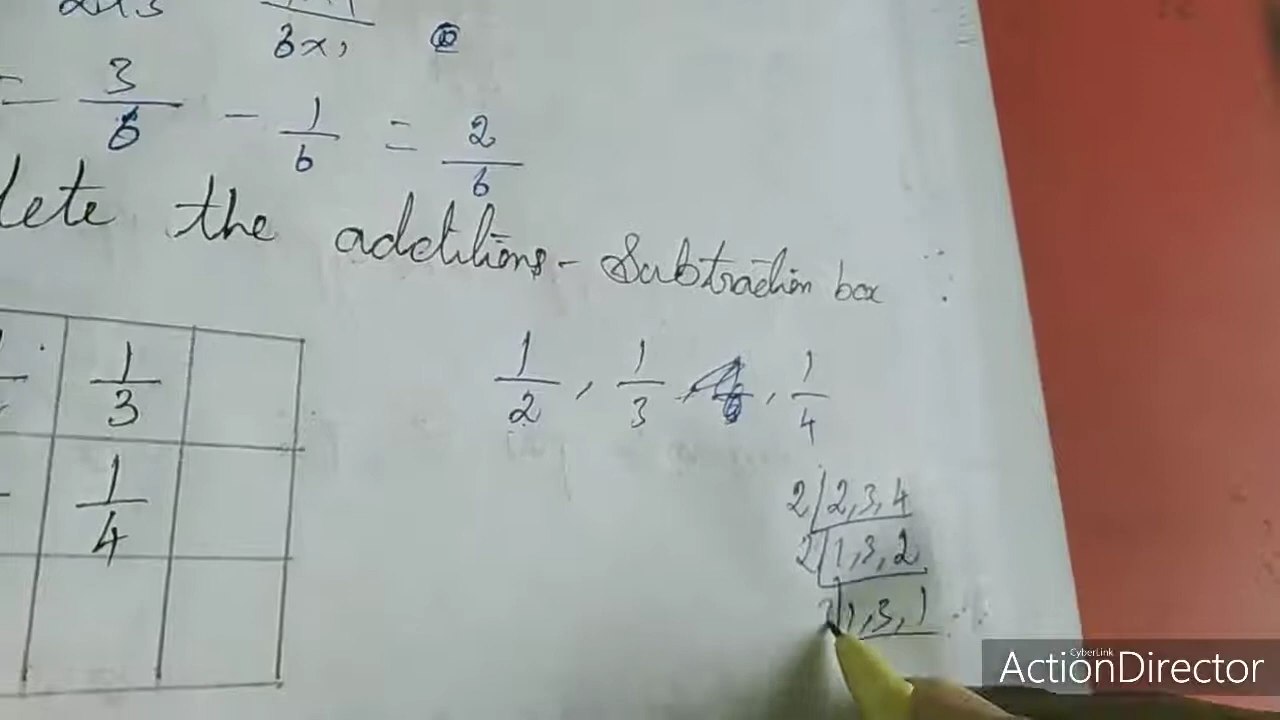 3x1
= 3/6 - 1/6 = 2/6
lete the additions - Subtraction box
1/3
1/4
1/2, 1/3, 1/4
2 | 2, 3, 4
2 | 1, 3, 2
3 | 1, 3, 1
CyberLink
ActionDirector